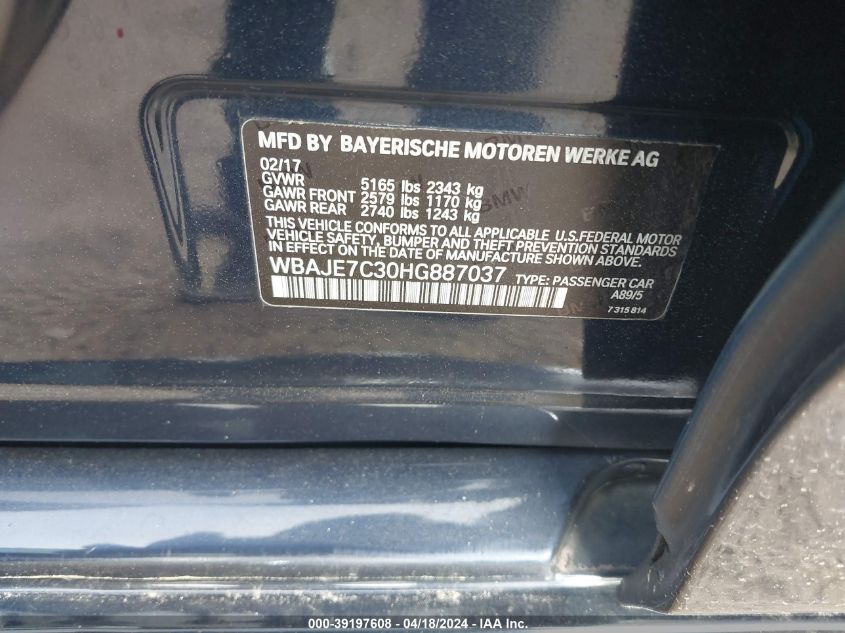 MFD BY BAYERISCHE MOTOREN WERKE AG
02/17
GVWR 5165 lbs 2343 kg
GAWR FRONT 2579 lbs 1170 kg
GAWR REAR 2740 lbs 1243 kg
THIS VEHICLE CONFORMS TO ALL APPLICABLE U.S.FEDERAL MOTOR
VEHICLE SAFETY, BUMPER AND THEFT PREVENTION STANDARDS
IN EFFECT ON THE DATE OF MANUFACTURE SHOWN ABOVE.
WBAJE7C30HG887037 TYPE: PASSENGER CAR
A89/5
7 315 814
BMW
000-39197608 - 04/18/2024 - IAAI.com